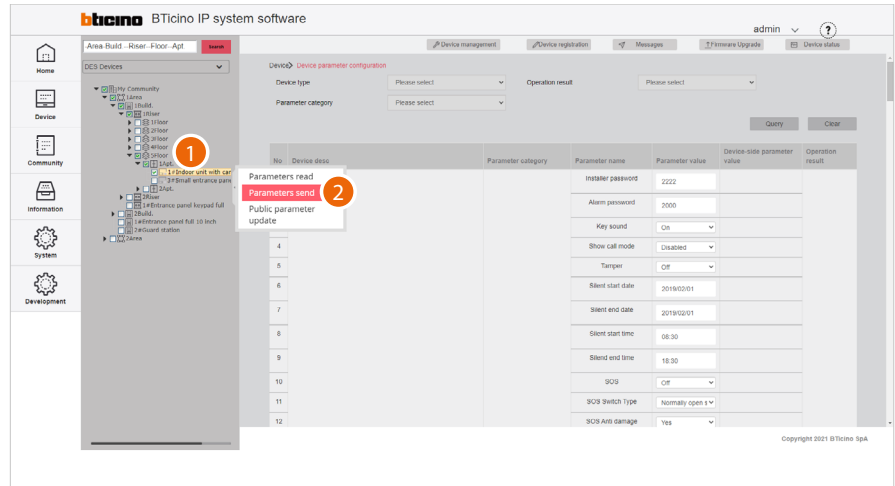 bticino BTicino IP system software
admin
?
Home
Device
Community
Information
System
Development
Area-Build.-Riser-Floor-Apt. Search
DES Devices
My Community
1Area
1Build.
1Riser
1Floor
2Floor
3Floor
4Floor
5Floor
1Apt.
1#Indoor unit with car
3#Small entrance pane
2Apt.
2Riser
1#Entrance panel keypad full
2Build.
1#Entrance panel full 10 inch
2#Guard station
2Area
1
Parameters read
Parameters send
2
Public parameter
update
Device management Device registration Messages Firmware Upgrade Device status
Device> Device parameter configuration
Device type Please select Operation result Please select
Parameter category Please select
Query Clear
No Device desc Parameter category Parameter name Parameter value Device-side parameter value Operation result
Installer password 2222
Alarm password 2000
Key sound On
4 Show call mode Disabled
5 Tamper Off
6 Silent start date 2019/02/01
7 Silent end date 2019/02/01
8 Silent start time 08:30
9 Silend end time 18:30
10 SOS Off
11 SOS Switch Type Normally open s
12 SOS Anti damage Yes
Copyright 2021 BTicino SpA